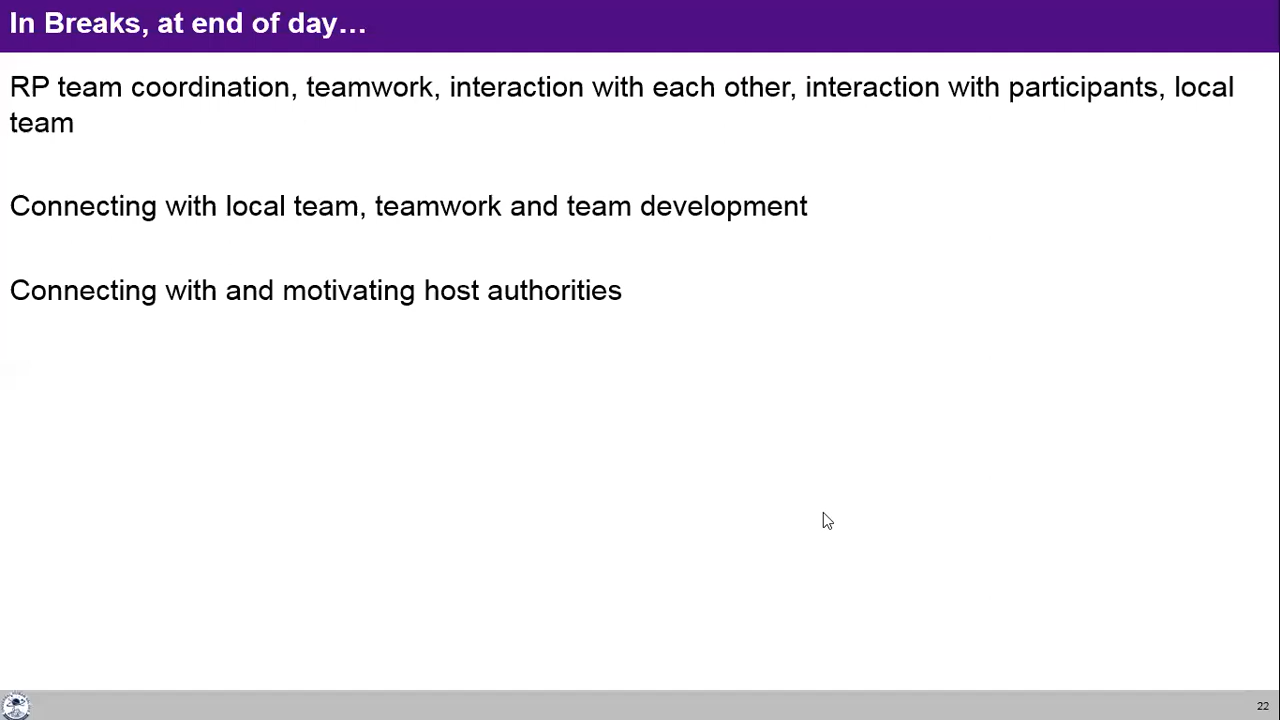 In Breaks, at end of day…
RP team coordination, teamwork, interaction with each other, interaction with participants, local
team
Connecting with local team, teamwork and team development
Connecting with and motivating host authorities
22